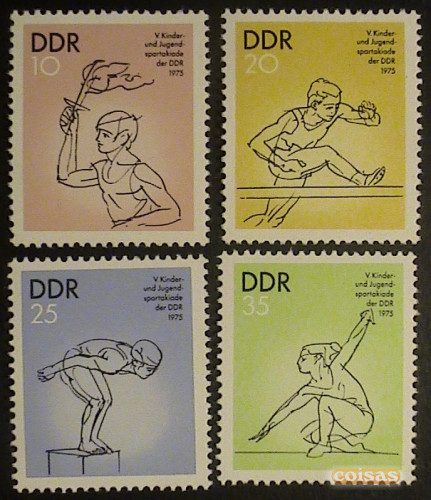 DDR
10
V. Kinder-
und Jugend-
spartakiade
der DDR
1975
DDR
20
V. Kinder-
und Jugend-
spartakiade
der DDR
1975
DDR
25
V. Kinder-
und Jugend-
spartakiade
der DDR
1975
DDR
35
V. Kinder-
und Jugend-
spartakiade
der DDR
1975
coisas